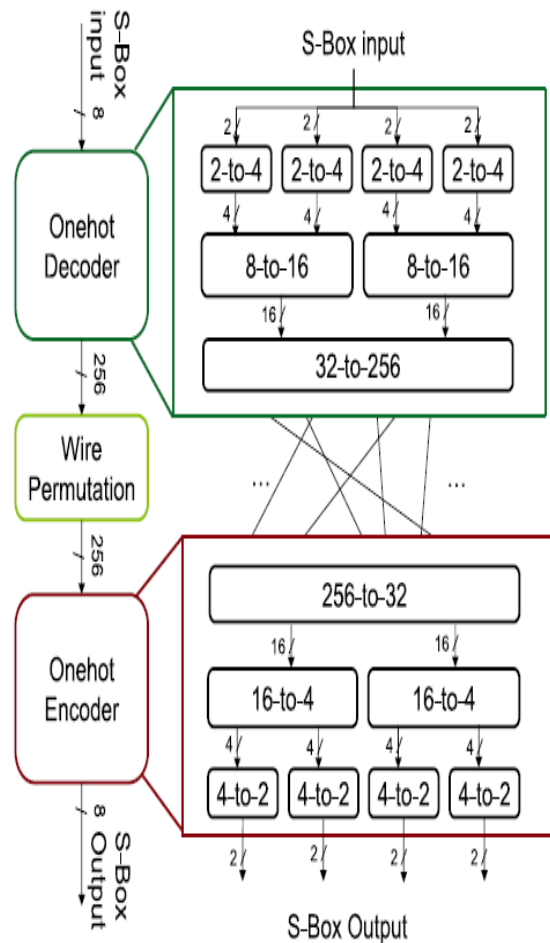 S-Box
input
8
Onehot
Decoder
256
Wire
Permutation
256
Onehot
Encoder
8
S-Box
Output
S-Box input
2 2 2 2
2-to-4 2-to-4 2-to-4 2-to-4
4 4 4 4
8-to-16 8-to-16
16 16
32-to-256
... ...
256-to-32
16 16
16-to-4 16-to-4
4 4 4 4
4-to-2 4-to-2 4-to-2 4-to-2
2 2 2 2
S-Box Output